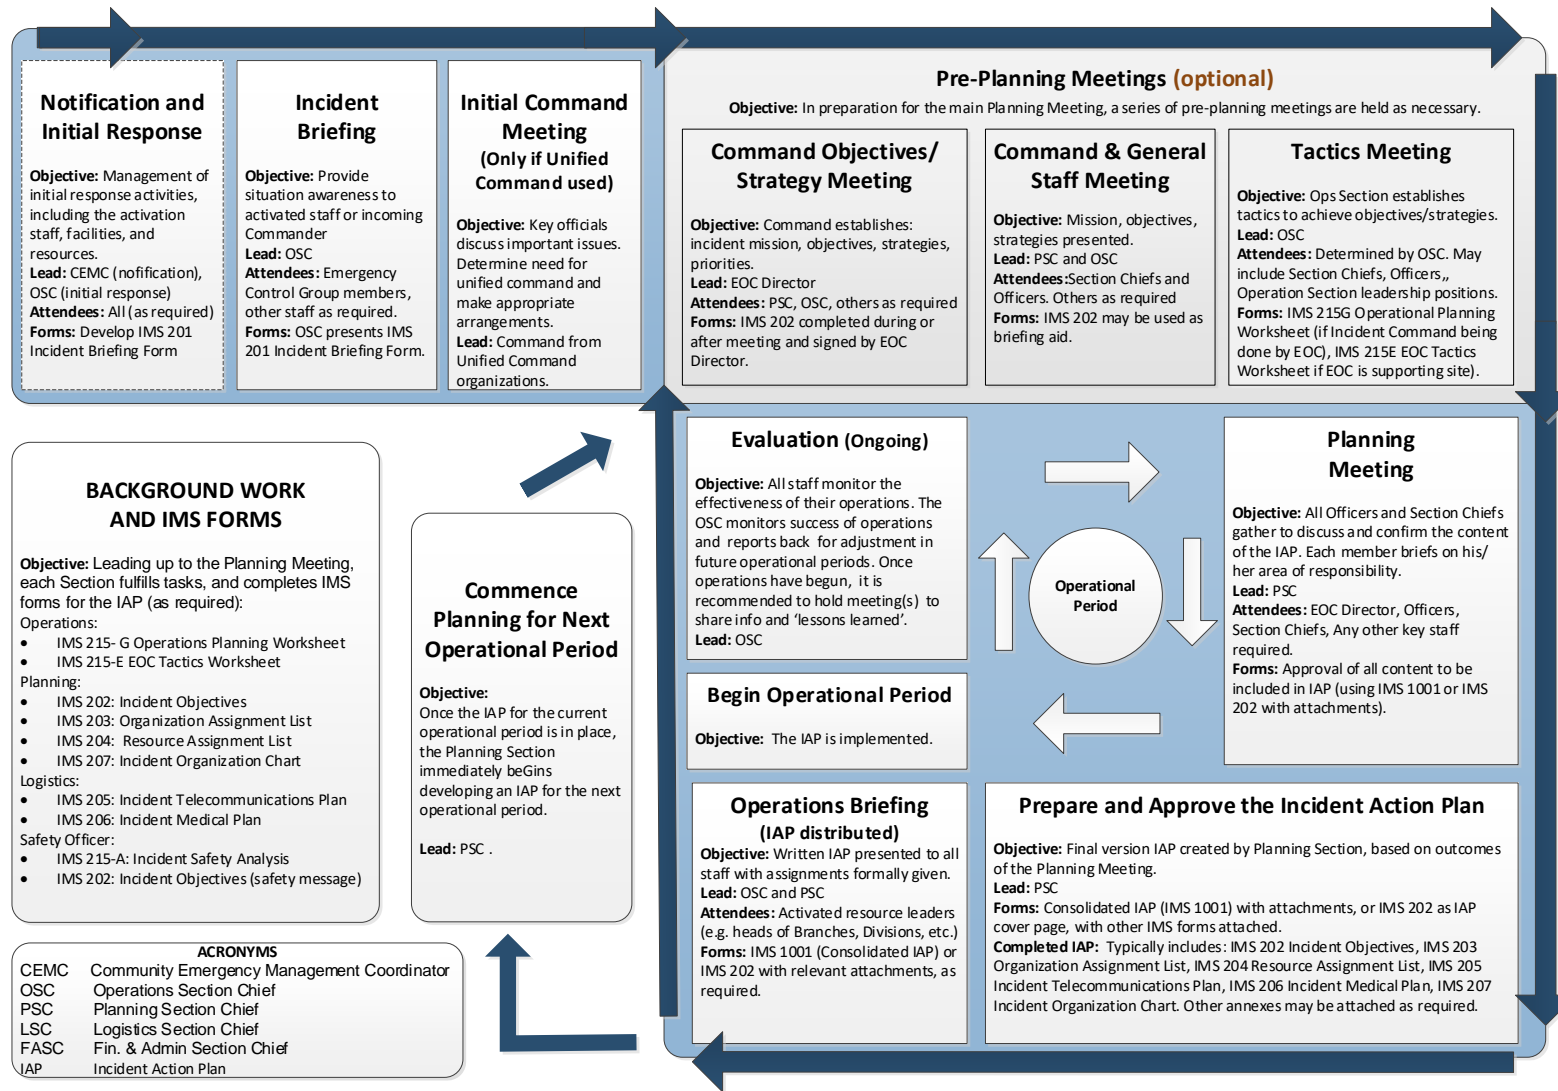 Notification and
Initial Response
Objective: Management of
initial response activities,
including the activation
staff, facilities, and
resources.
Lead: CEMC (nofification),
OSC (initial response)
Attendees: All (as required)
Forms: Develop IMS 201
Incident Briefing Form
Incident
Briefing
Objective: Provide
situation awareness to
activated staff or incoming
Commander
Lead: OSC
Attendees: Emergency
Control Group members,
other staff as required.
Forms: OSC presents IMS
201 Incident Briefing Form.
Initial Command
Meeting
(Only if Unified
Command used)
Objective: Key officials
discuss important issues.
Determine need for
unified command and
make appropriate
arrangements.
Lead: Command from
Unified Command
organizations.
Pre-Planning Meetings (optional)
Objective: In preparation for the main Planning Meeting, a series of pre-planning meetings are held as necessary.
Command Objectives/
Strategy Meeting
Objective: Command establishes:
incident mission, objectives, strategies,
priorities.
Lead: EOC Director
Attendees: PSC, OSC, others as required
Forms: IMS 202 completed during or
after meeting and signed by EOC
Director.
Command & General
Staff Meeting
Objective: Mission, objectives,
strategies presented.
Lead: PSC and OSC
Attendees:Section Chiefs and
Officers. Others as required
Forms: IMS 202 may be used as
briefing aid.
Tactics Meeting
Objective: Ops Section establishes
tactics to achieve objectives/strategies.
Lead: OSC
Attendees: Determined by OSC. May
include Section Chiefs, Officers,,
Operation Section leadership positions.
Forms: IMS 215G Operational Planning
Worksheet (if Incident Command being
done by EOC), IMS 215E EOC Tactics
Worksheet if EOC is supporting site).
BACKGROUND WORK
AND IMS FORMS
Objective: Leading up to the Planning Meeting,
each Section fulfills tasks, and completes IMS
forms for the IAP (as required):
Operations:
• IMS 215- G Operations Planning Worksheet
• IMS 215-E EOC Tactics Worksheet
Planning:
• IMS 202: Incident Objectives
• IMS 203: Organization Assignment List
• IMS 204: Resource Assignment List
• IMS 207: Incident Organization Chart
Logistics:
• IMS 205: Incident Telecommunications Plan
• IMS 206: Incident Medical Plan
Safety Officer:
• IMS 215-A: Incident Safety Analysis
• IMS 202: Incident Objectives (safety message)
Commence
Planning for Next
Operational Period
Objective:
Once the IAP for the current
operational period is in place,
the Planning Section
immediately beGins
developing an IAP for the next
operational period.
Lead: PSC .
Evaluation (Ongoing)
Objective: All staff monitor the
effectiveness of their operations. The
OSC monitors success of operations
and reports back for adjustment in
future operational periods. Once
operations have begun, it is
recommended to hold meeting(s) to
share info and ‘lessons learned’.
Lead: OSC
Operational
Period
Planning
Meeting
Objective: All Officers and Section Chiefs
gather to discuss and confirm the content
of the IAP. Each member briefs on his/
her area of responsibility.
Lead: PSC
Attendees: EOC Director, Officers,
Section Chiefs, Any other key staff
required.
Forms: Approval of all content to be
included in IAP (using IMS 1001 or IMS
202 with attachments).
Begin Operational Period
Objective: The IAP is implemented.
Operations Briefing
(IAP distributed)
Objective: Written IAP presented to all
staff with assignments formally given.
Lead: OSC and PSC
Attendees: Activated resource leaders
(e.g. heads of Branches, Divisions, etc.)
Forms: IMS 1001 (Consolidated IAP) or
IMS 202 with relevant attachments, as
required.
Prepare and Approve the Incident Action Plan
Objective: Final version IAP created by Planning Section, based on outcomes
of the Planning Meeting.
Lead: PSC
Forms: Consolidated IAP (IMS 1001) with attachments, or IMS 202 as IAP
cover page, with other IMS forms attached.
Completed IAP: Typically includes: IMS 202 Incident Objectives, IMS 203
Organization Assignment List, IMS 204 Resource Assignment List, IMS 205
Incident Telecommunications Plan, IMS 206 Incident Medical Plan, IMS 207
Incident Organization Chart. Other annexes may be attached as required.
ACRONYMS
CEMC Community Emergency Management Coordinator
OSC Operations Section Chief
PSC Planning Section Chief
LSC Logistics Section Chief
FASC Fin. & Admin Section Chief
IAP Incident Action Plan